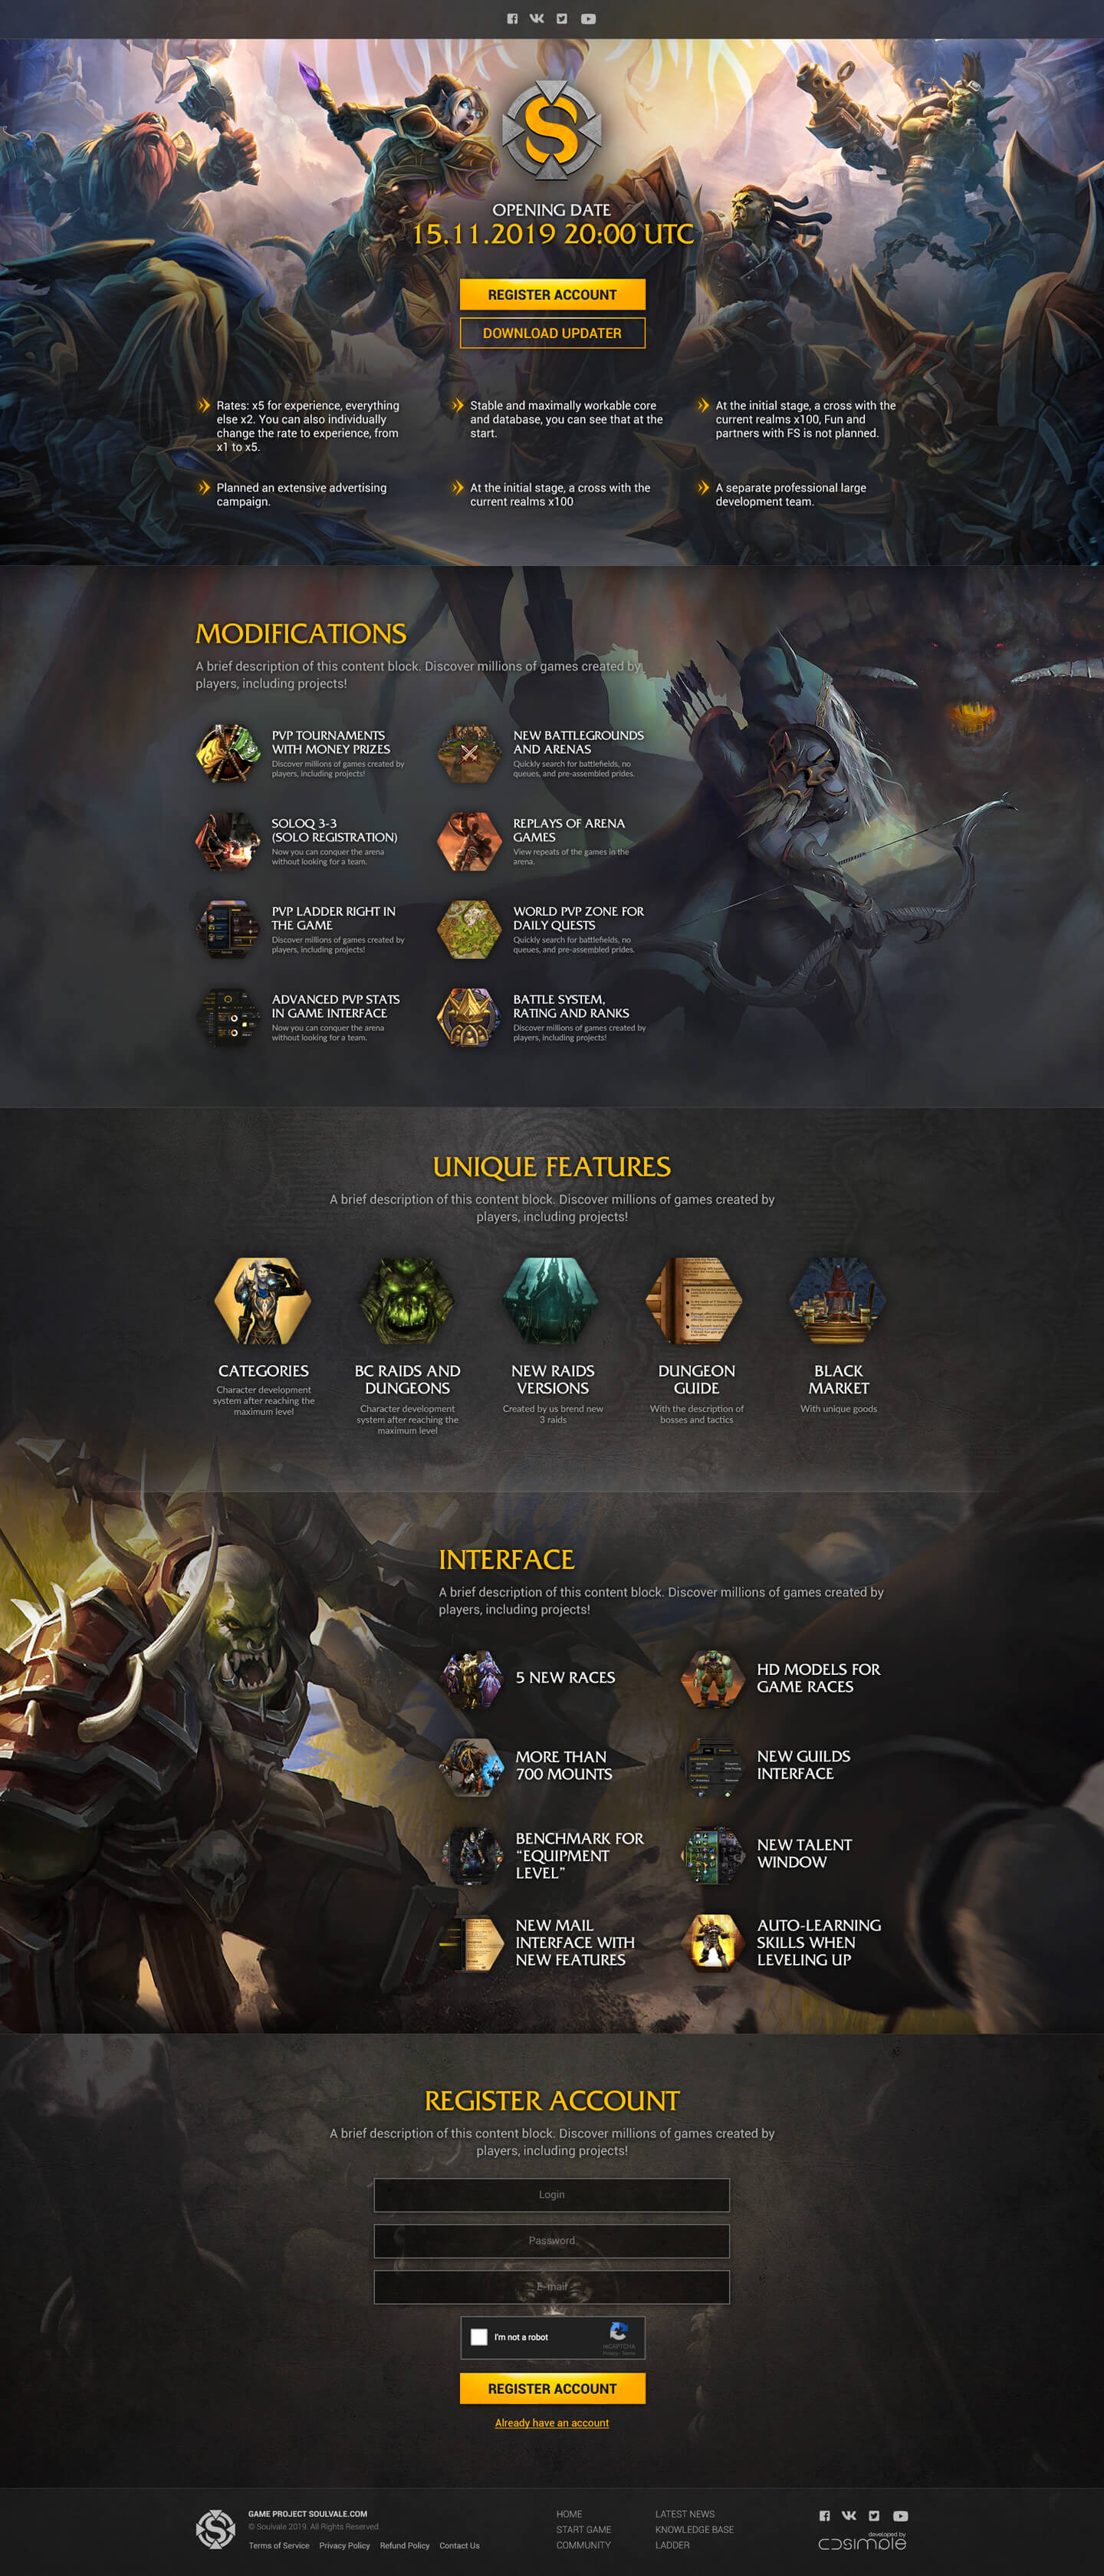 OPENING DATE
15.11.2019 20:00 UTC
REGISTER ACCOUNT
DOWNLOAD UPDATER
Rates: x5 for experience, everything
else x2. You can also individually
change the rate to experience, from
x1 to x5.
Stable and maximally workable core
and database, you can see that at the
start.
At the initial stage, a cross with the
current realms x100, Fun and
partners with FS is not planned.
Planned an extensive advertising
campaign.
At the initial stage, a cross with the
current realms x100
A separate professional large
development team.
MODIFICATIONS
A brief description of this content block. Discover millions of games created by
players, including projects!
PVP TOURNAMENTS
WITH MONEY PRIZES
Discover millions of games created by
players, including projects!
NEW BATTLEGROUNDS
AND ARENAS
Quickly search for battlefields, no
queues, and pre-assembled prides.
SOLOQ 3-3
(SOLO REGISTRATION)
Now you can conquer the arena
without looking for a team.
REPLAYS OF ARENA
GAMES
View repeats of the games in the
arena.
PVP LADDER RIGHT IN
THE GAME
Discover millions of games created by
players, including projects!
WORLD PVP ZONE FOR
DAILY QUESTS
Quickly search for battlefields, no
queues, and pre-assembled prides.
ADVANCED PVP STATS
IN GAME INTERFACE
Now you can conquer the arena
without looking for a team.
BATTLE SYSTEM,
RATING AND RANKS
Discover millions of games created by
players, including projects!
UNIQUE FEATURES
A brief description of this content block. Discover millions of games created by
players, including projects!
CATEGORIES
Character development
system after reaching the
maximum level
BC RAIDS AND
DUNGEONS
Character development
system after reaching the
maximum level
NEW RAIDS
VERSIONS
Created by us brend new
3 raids
DUNGEON
GUIDE
With the description of
bosses and tactics
BLACK
MARKET
With unique goods
INTERFACE
A brief description of this content block. Discover millions of games created by
players, including projects!
5 NEW RACES
HD MODELS FOR
GAME RACES
MORE THAN
700 MOUNTS
NEW GUILDS
INTERFACE
BENCHMARK FOR
“EQUIPMENT
LEVEL”
NEW TALENT
WINDOW
NEW MAIL
INTERFACE WITH
NEW FEATURES
AUTO-LEARNING
SKILLS WHEN
LEVELING UP
REGISTER ACCOUNT
A brief description of this content block. Discover millions of games created by
players, including projects!
Login
Password
E-mail
I'm not a robot
reCAPTCHA
Privacy - Terms
REGISTER ACCOUNT
Already have an account
GAME PROJECT SOULVALE.COM
© Soulvale 2019. All Rights Reserved.
Terms of Service Privacy Policy Refund Policy Contact Us
HOME
START GAME
COMMUNITY
LATEST NEWS
KNOWLEDGE BASE
LADDER
developed by
simple